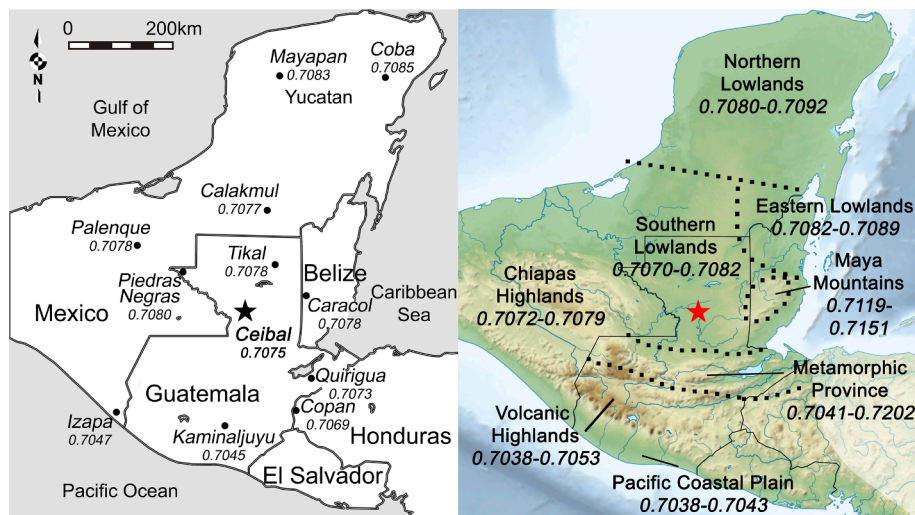 0 200km
N
Gulf of
Mexico
Mayapan
0.7083
Coba
0.7085
Yucatan
Calakmul
0.7077
Palenque
0.7078
Tikal
0.7078
Piedras
Negras
0.7080
Belize
Caracol
0.7078
Caribbean
Sea
Mexico
Ceibal
0.7075
Guatemala
Quirigua
0.7073
Copan
0.7069
Izapa
0.7047
Kaminaljuyu
0.7045
Honduras
El Salvador
Pacific Ocean
Northern
Lowlands
0.7080-0.7092
Eastern Lowlands
0.7082-0.7089
Southern
Lowlands
0.7070-0.7082
Maya
Mountains
0.7119-
0.7151
Chiapas
Highlands
0.7072-0.7079
Metamorphic
Province
0.7041-0.7202
Volcanic
Highlands
0.7038-0.7053
Pacific Coastal Plain
0.7038-0.7043